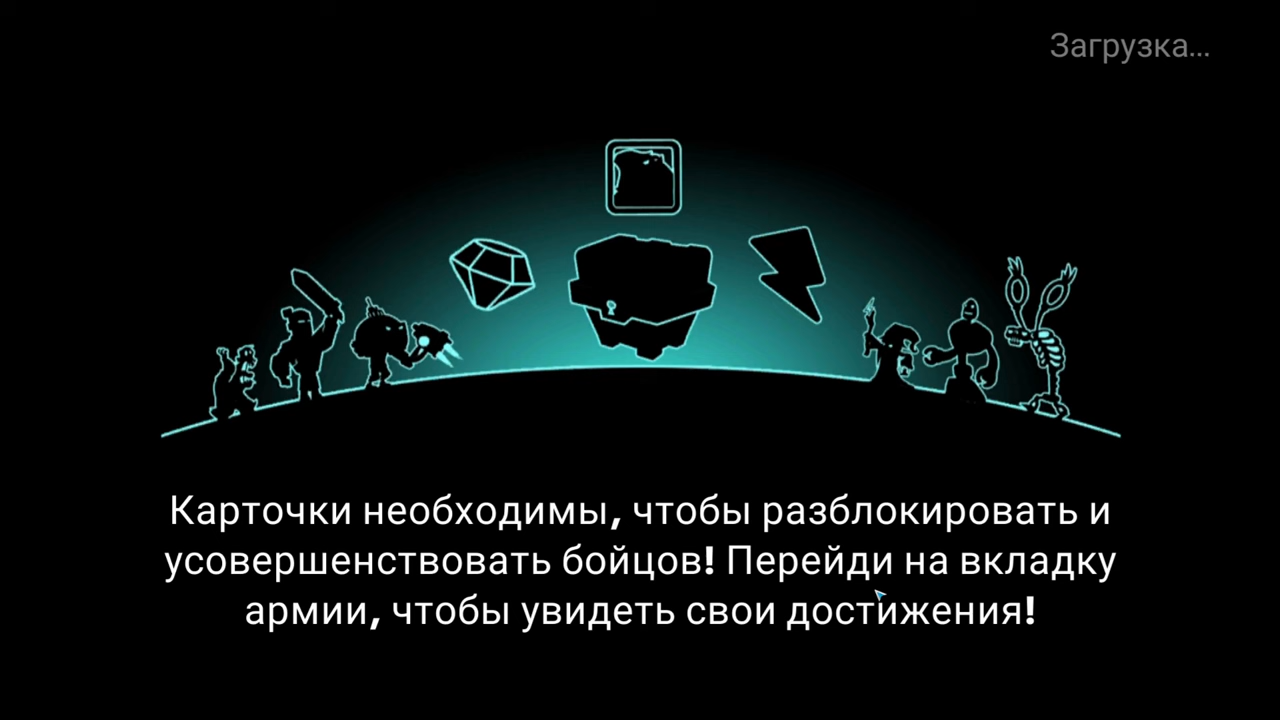 Загрузка...
Карточки необходимы, чтобы разблокировать и
усовершенствовать бойцов! Перейди на вкладку
армии, чтобы увидеть свои достижения!